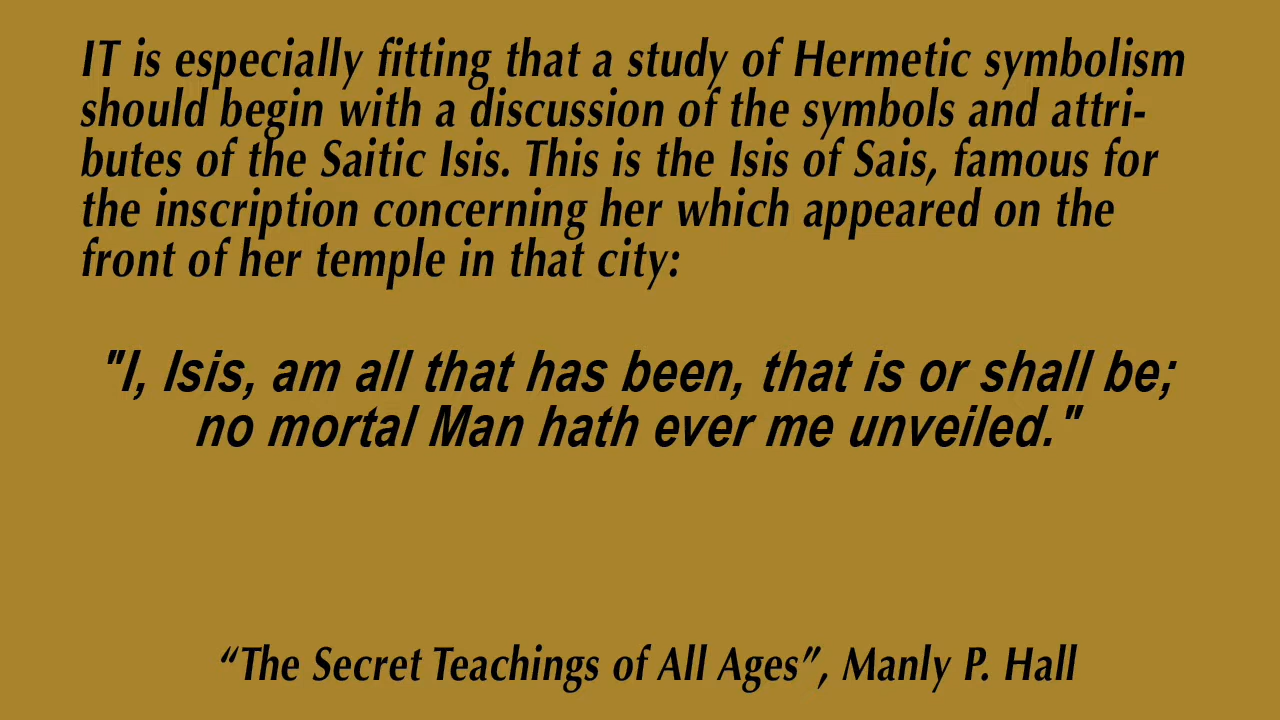 IT is especially fitting that a study of Hermetic symbolism
should begin with a discussion of the symbols and attri-
butes of the Saitic Isis. This is the Isis of Sais, famous for
the inscription concerning her which appeared on the
front of her temple in that city:
"I, Isis, am all that has been, that is or shall be;
no mortal Man hath ever me unveiled."
“The Secret Teachings of All Ages”, Manly P. Hall